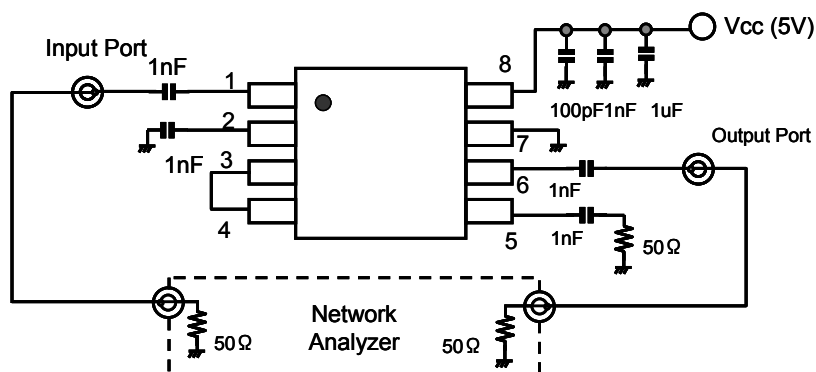 Input Port
1nF
1
2
1nF
3
4
8
7
6
5
Vcc (5V)
100pF1nF 1uF
Output Port
1nF
1nF
50Ω
Network
Analyzer
50Ω
50Ω